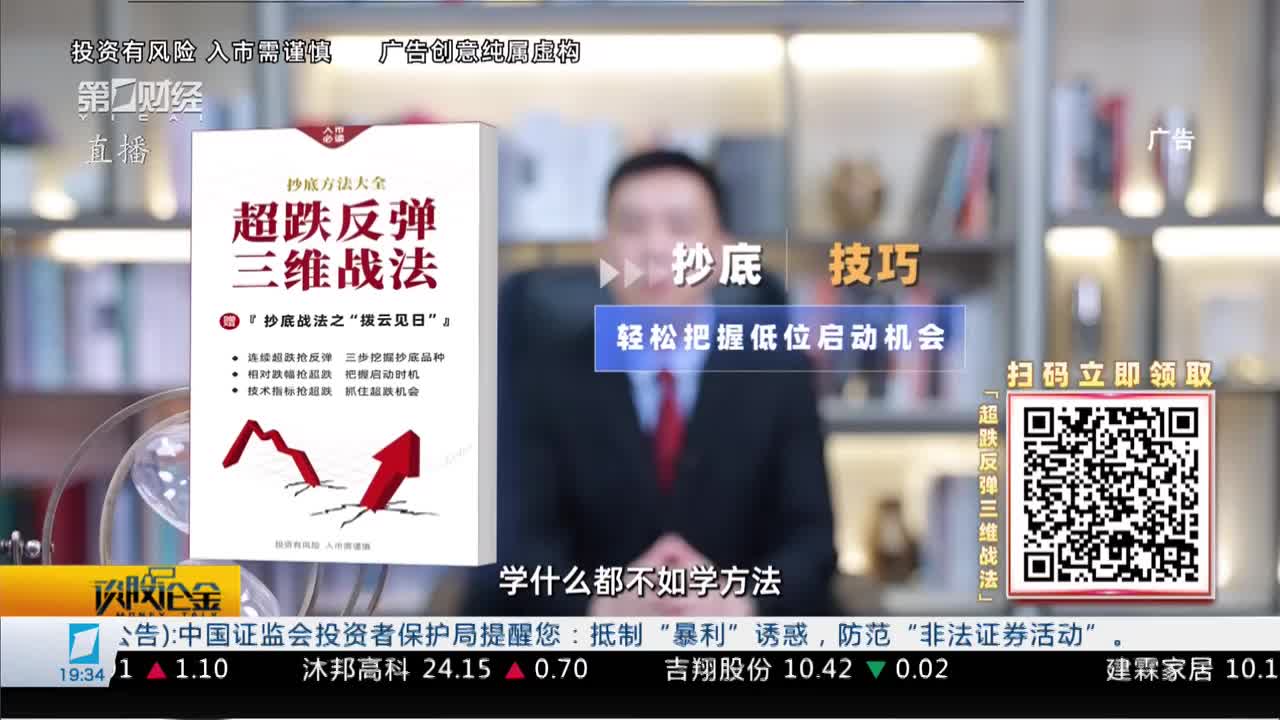 投资有风险 入市需谨慎 广告创意纯属虚构
第一财经
YICAI
直播
广告
入市
必读
抄底方法大全
超跌反弹
三维战法
赠『 抄底战法之“拨云见日”』
• 连续超跌抢反弹 三步挖掘抄底品种
• 相对跌幅抢超跌 把握启动时机
• 技术指标抢超跌 抓住超跌机会
投资有风险 入市需谨慎
抄底 技巧
轻松把握低位启动机会
扫码立即领取
「超跌反弹三维战法」
学什么都不如学方法
谈股论金
MONEY TALK
公告):中国证监会投资者保护局提醒您：抵制“暴利”诱惑，防范“非法证券活动”。
19:34
1 ▲ 1.10 沐邦高科 24.15 ▲ 0.70 吉翔股份 10.42 ▼ 0.02 建霖家居 10.1